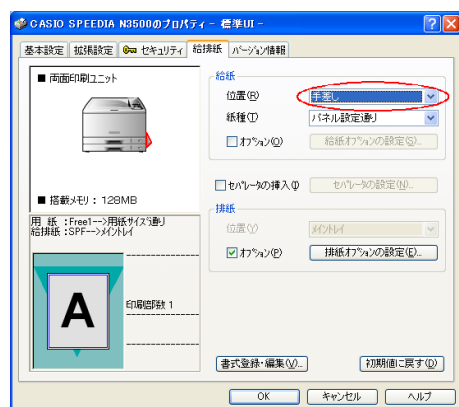 CASIO SPEEDIA N3500のプロパティ - 標準UI -
基本設定 拡張設定 セキュリティ 給排紙 バージョン情報
■ 両面印刷ユニット
■ 搭載メモリ : 128MB
用 紙 :Free1-->用紙サイズ通り
給排紙 :SPF-->メイントレイ
A
印刷部数 1
給紙
位置(R) 手差し
紙種(T) パネル設定通り
オプション(O) 給紙オプションの設定(S)...
セパレータの挿入(I) セパレータの設定(N)...
排紙
位置(Y) メイントレイ
オプション(P) 排紙オプションの設定(E)...
書式登録・編集(V)... 初期値に戻す(D)
OK キャンセル ヘルプ